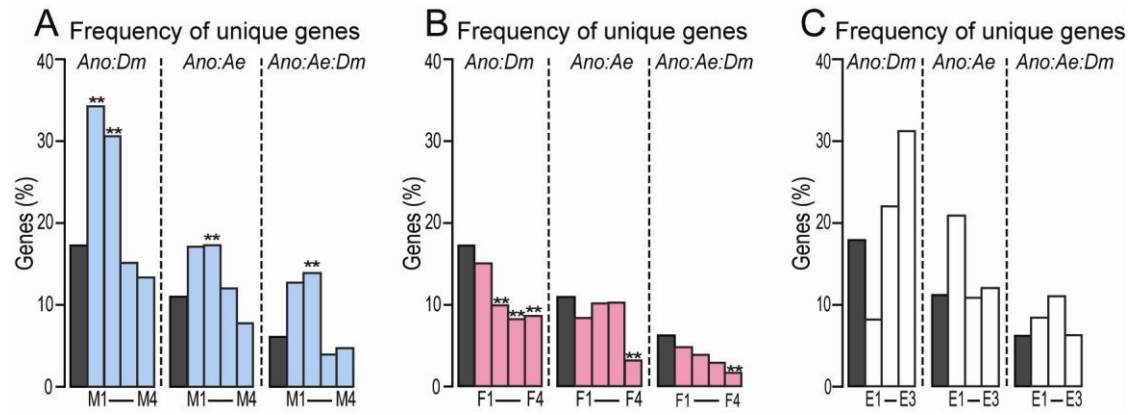 A Frequency of unique genes
Ano:Dm Ano:Ae Ano:Ae:Dm
Genes (%)
40
30
20
10
0
** ** ** **
M1 — M4 M1 — M4 M1 — M4
B Frequency of unique genes
Ano:Dm Ano:Ae Ano:Ae:Dm
Genes (%)
40
30
20
10
0
** ** ** ** **
F1 — F4 F1 — F4 F1 — F4
C Frequency of unique genes
Ano:Dm Ano:Ae Ano:Ae:Dm
Genes (%)
40
30
20
10
0
E1 – E3 E1 – E3 E1 – E3